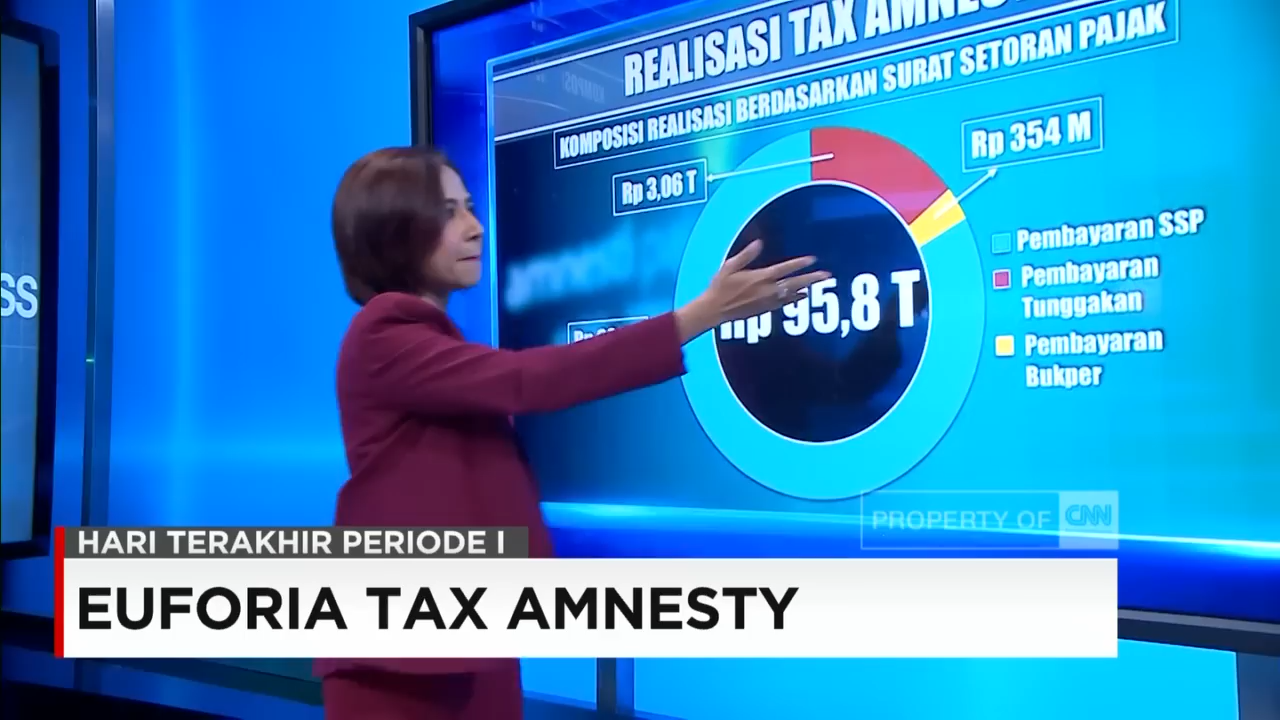 REALISASI TAX
KOMPOSISI REALISASI BERDASARKAN SURAT SETORAN PAJAK
Rp 354 M
Rp 3,06 T
Pembayaran SSP
Pembayaran
Tunggakan
Pembayaran
Bukper
Rp 95,8 T
SS
PROPERTY OF CNN
HARI TERAKHIR PERIODE I
EUFORIA TAX AMNESTY